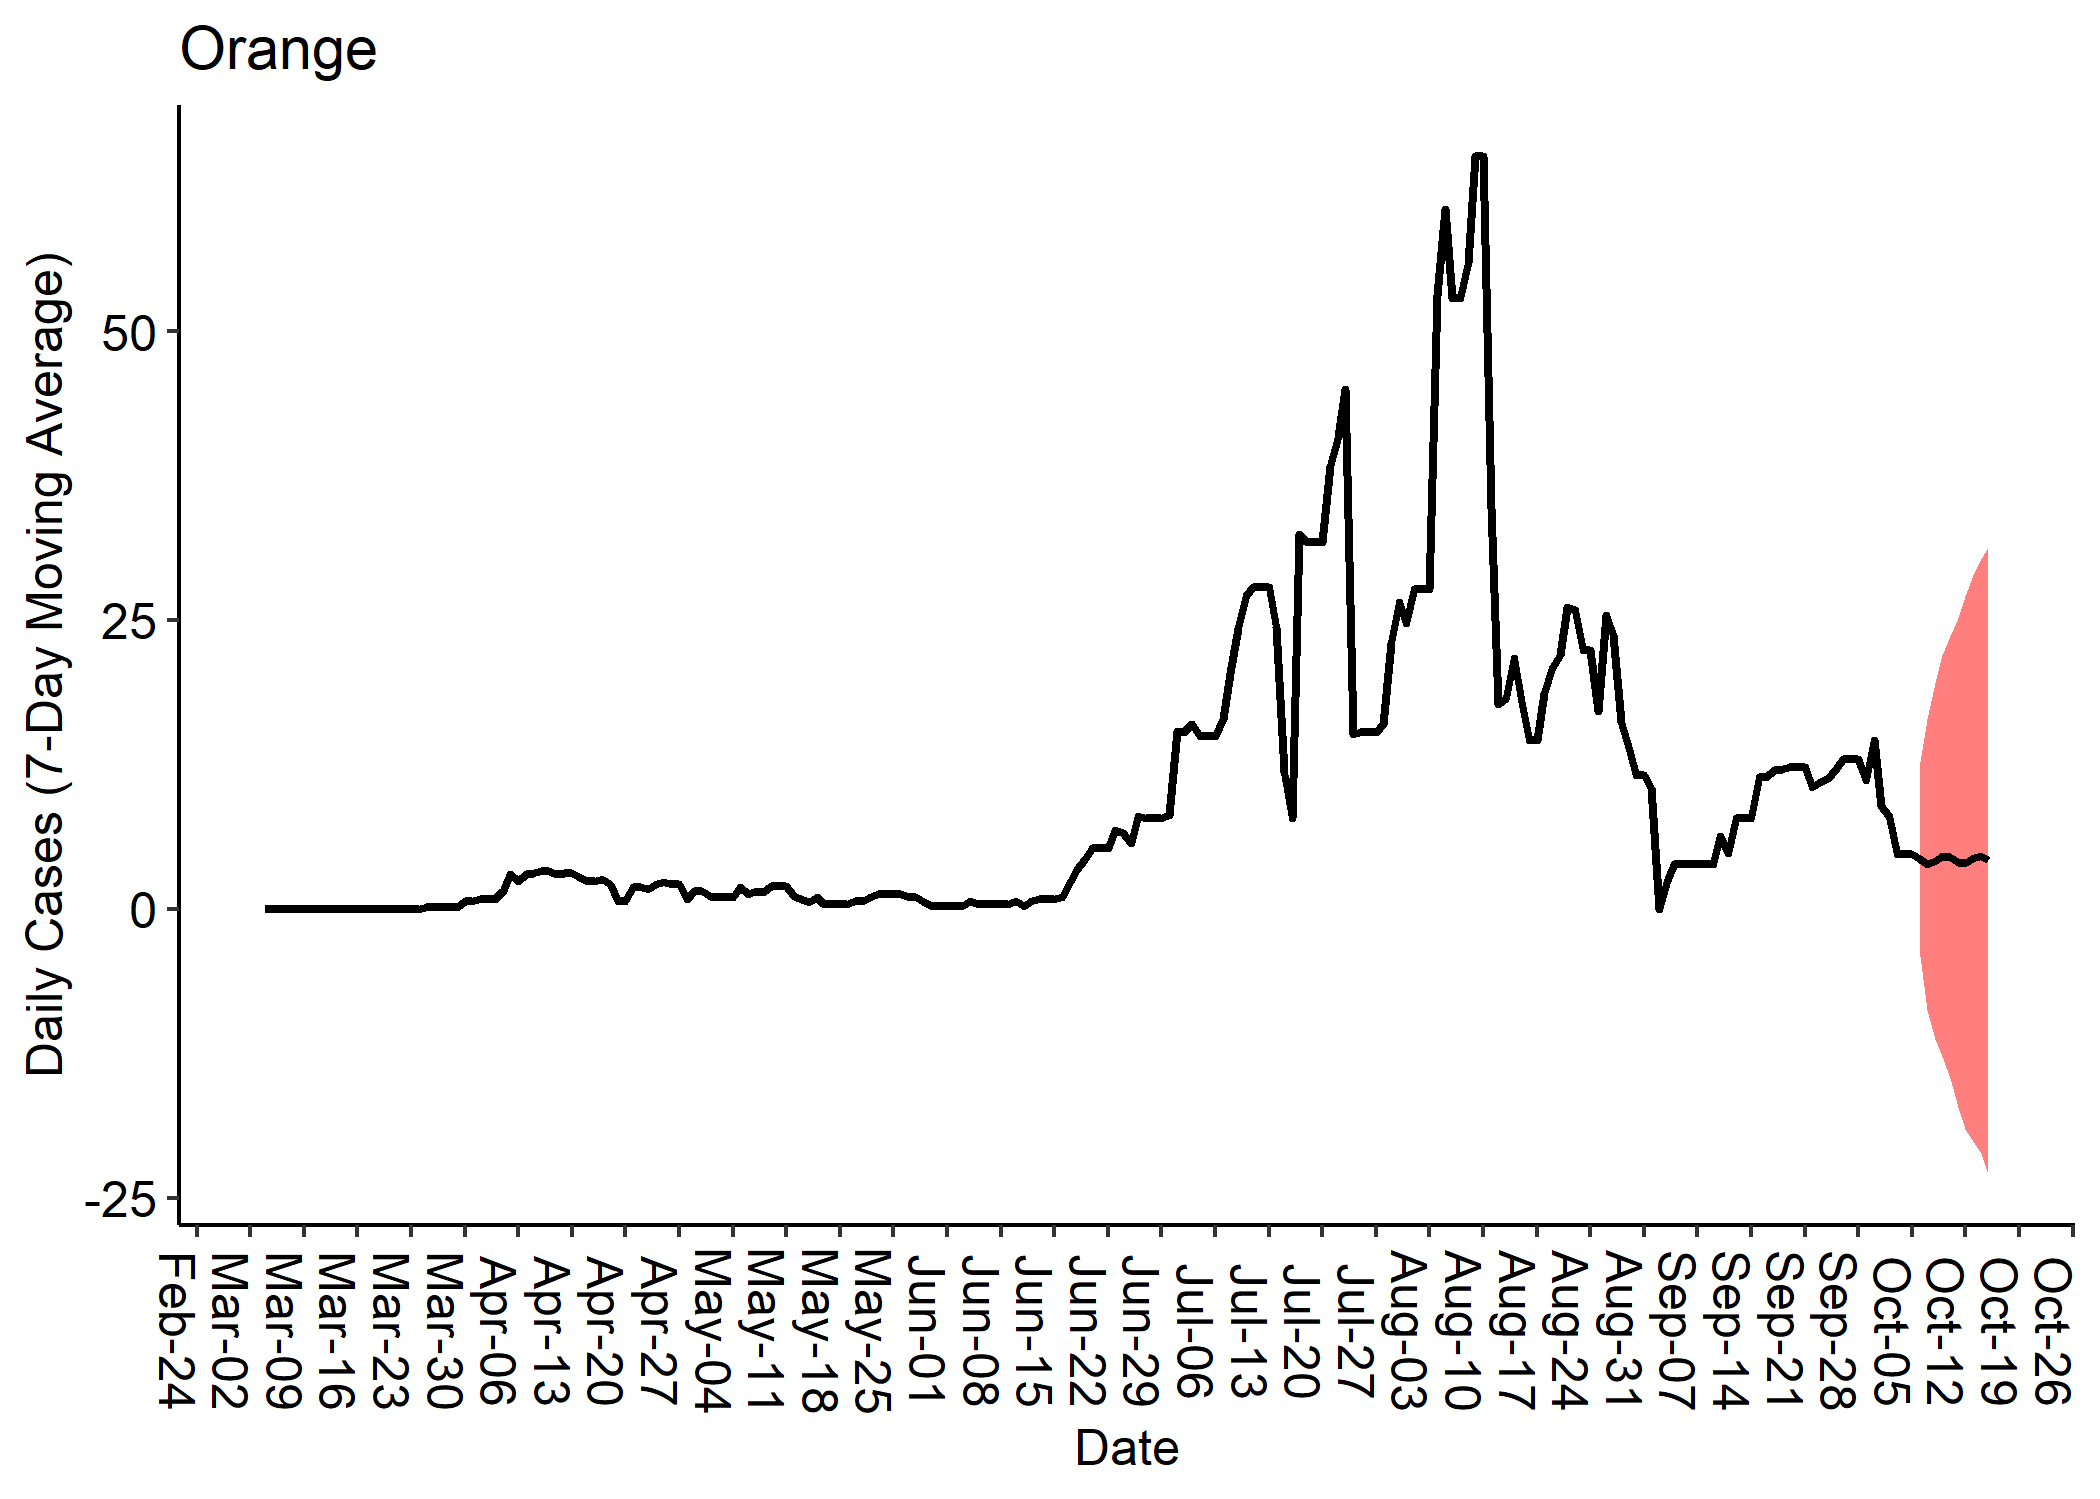 Orange
Daily Cases (7-Day Moving Average)
50
25
0
-25
Feb-24
Mar-02
Mar-09
Mar-16
Mar-23
Mar-30
Apr-06
Apr-13
Apr-20
Apr-27
May-04
May-11
May-18
May-25
Jun-01
Jun-08
Jun-15
Jun-22
Jun-29
Jul-06
Jul-13
Jul-20
Jul-27
Aug-03
Aug-10
Aug-17
Aug-24
Aug-31
Sep-07
Sep-14
Sep-21
Sep-28
Oct-05
Oct-12
Oct-19
Oct-26
Date